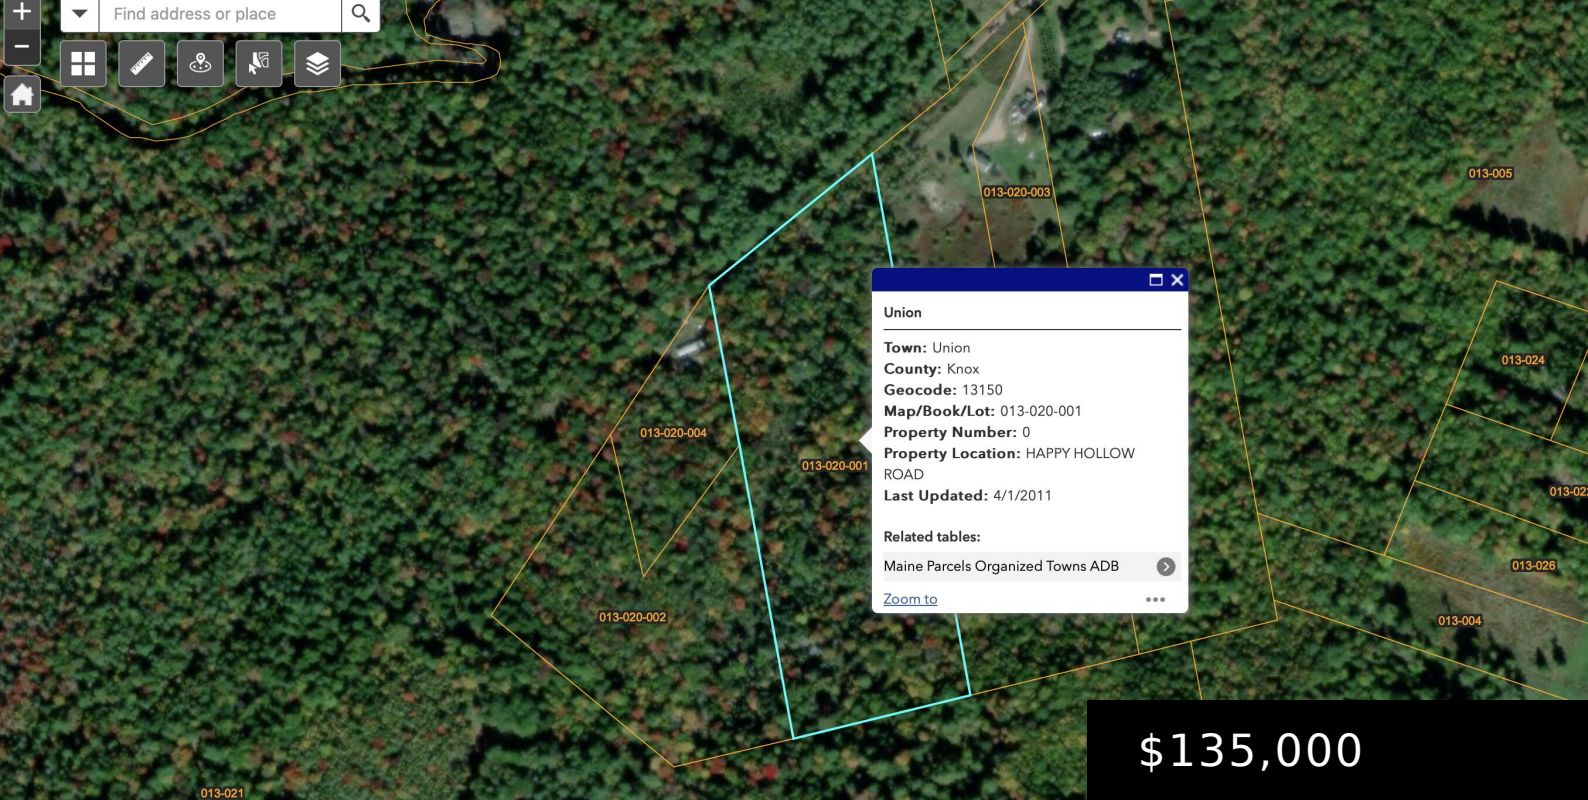 Find address or place
013-005
013-020-003
Union
Town: Union
County: Knox
Geocode: 13150
Map/Book/Lot: 013-020-001
Property Number: 0
Property Location: HAPPY HOLLOW
ROAD
Last Updated: 4/1/2011
Related tables:
Maine Parcels Organized Towns ADB
Zoom to
013-024
013-020-004
013-020-001
013-02
013-026
013-020-002
013-004
013-021
$135,000